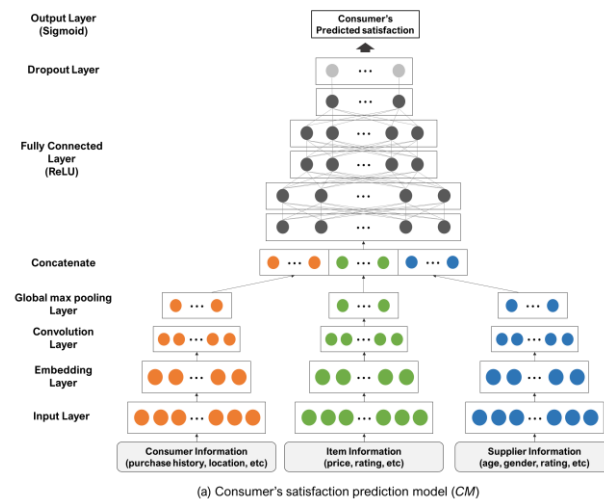 Output Layer
(Sigmoid)
Consumer's
Predicted satisfaction
Dropout Layer
Fully Connected
Layer
(ReLU)
Concatenate
Global max pooling
Layer
Convolution
Layer
Embedding
Layer
Input Layer
Consumer Information
(purchase history, location, etc)
Item Information
(price, rating, etc)
Supplier Information
(age, gender, rating, etc)
(a) Consumer's satisfaction prediction model (CM)